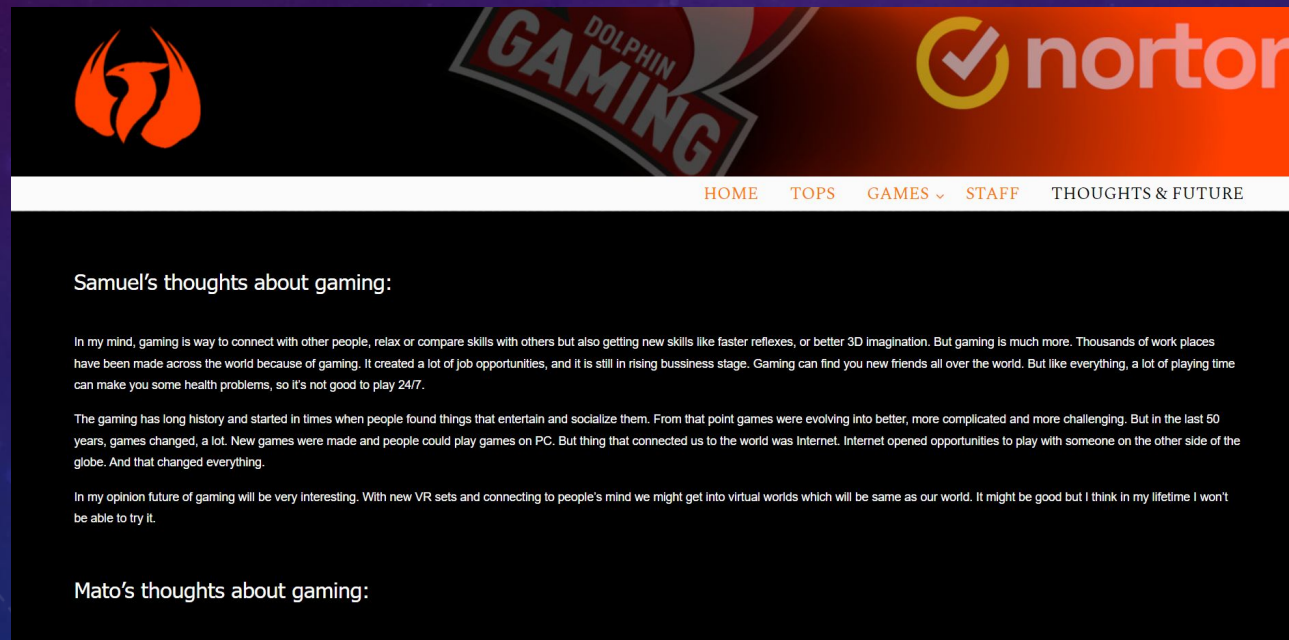 DOLPHIN
GAMING
norton
HOME TOPS GAMES STAFF THOUGHTS & FUTURE
Samuel's thoughts about gaming:
In my mind, gaming is way to connect with other people, relax or compare skills with others but also getting new skills like faster reflexes, or better 3D imagination. But gaming is much more. Thousands of work places
have been made across the world because of gaming. It created a lot of job opportunities, and it is still in rising bussiness stage. Gaming can find you new friends all over the world. But like everything, a lot of playing time
can make you some health problems, so it's not good to play 24/7.
The gaming has long history and started in times when people found things that entertain and socialize them. From that point games were evolving into better, more complicated and more challenging. But in the last 50
years, games changed, a lot. New games were made and people could play games on PC. But thing that connected us to the world was Internet. Internet opened opportunities to play with someone on the other side of the
globe. And that changed everything.
In my opinion future of gaming will be very interesting. With new VR sets and connecting to people's mind we might get into virtual worlds which will be same as our world. It might be good but I think in my lifetime I won't
be able to try it.
Mato's thoughts about gaming: